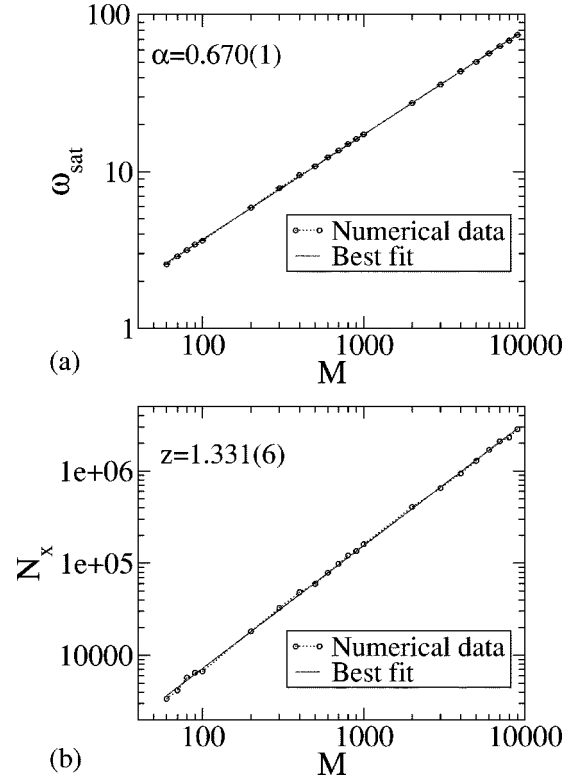 100
α=0.670(1)
ω_sat
10
Numerical data
Best fit
1
100
1000
10000
(a)
M
z=1.331(6)
1e+06
N_x
1e+05
Numerical data
10000
Best fit
100
1000
10000
(b)
M